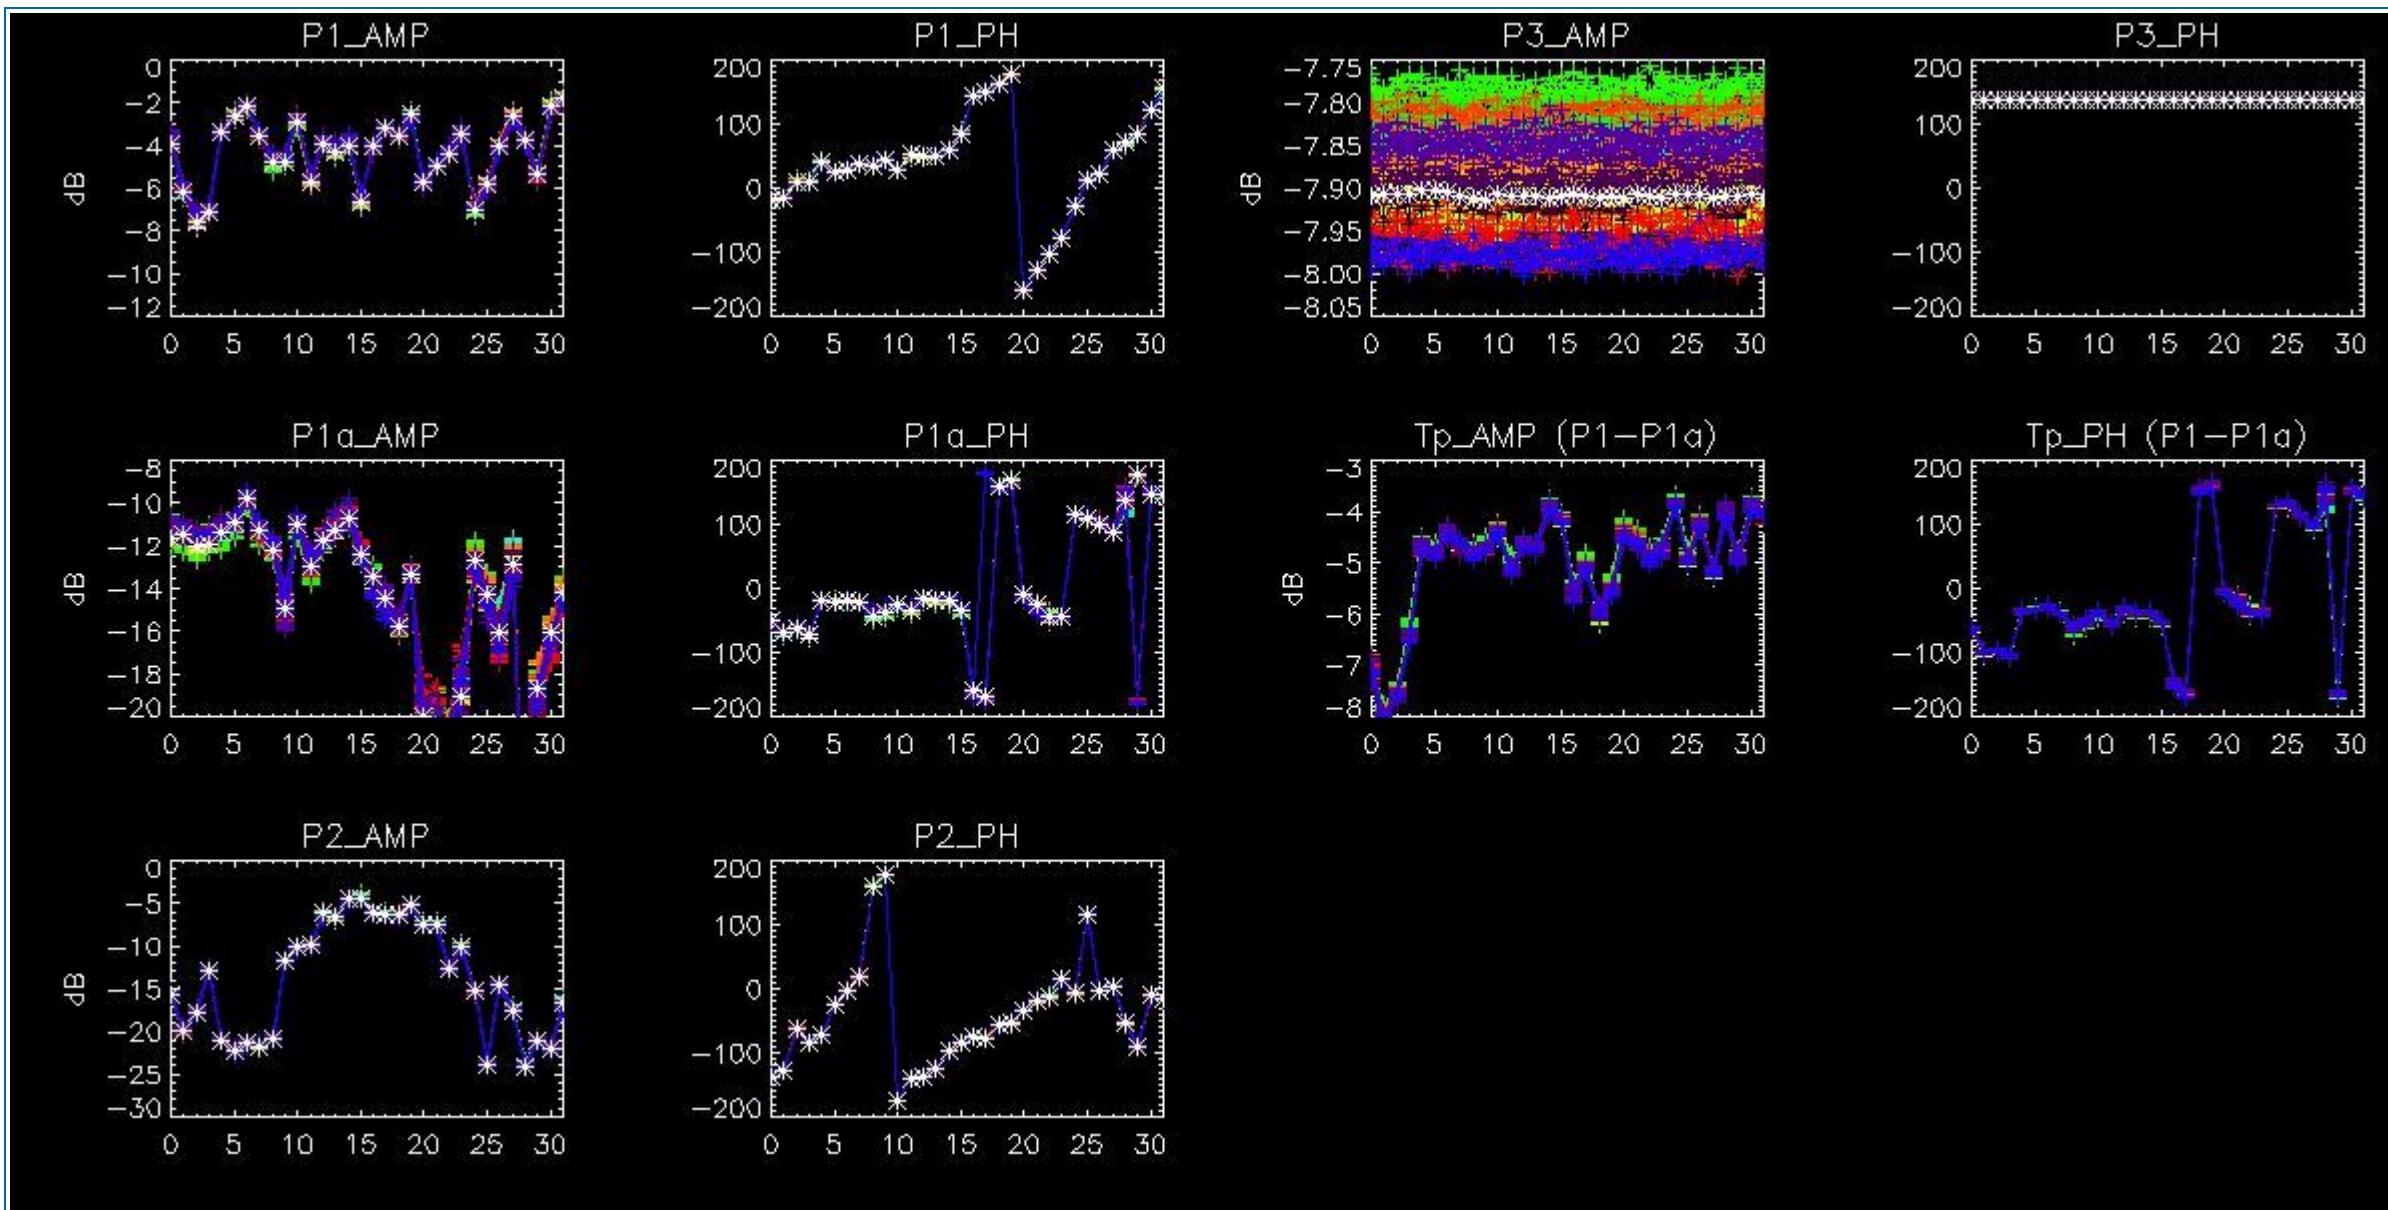 P1_AMP P1_PH P3_AMP P3_PH
0 200 -7.75 200
-2 100 -7.80 100
-4 0 -7.85 0
-6 -100 -7.90 -100
-8 -200 -7.95 -200
-10 -8.00
-12 -8.05
dB dB
0 5 10 15 20 25 30 0 5 10 15 20 25 30 0 5 10 15 20 25 30 0 5 10 15 20 25 30
P1a_AMP P1a_PH Tp_AMP (P1-P1a) Tp_PH (P1-P1a)
-8 200 -3 200
-10 100 -4 100
-12 0 -5 0
-14 -100 -6 -100
-16 -200 -7 -200
-18 -8
-20
dB dB
0 5 10 15 20 25 30 0 5 10 15 20 25 30 0 5 10 15 20 25 30 0 5 10 15 20 25 30
P2_AMP P2_PH
0 200
-5 100
-10 0
-15 -100
-20 -200
-25
-30
dB
0 5 10 15 20 25 30 0 5 10 15 20 25 30